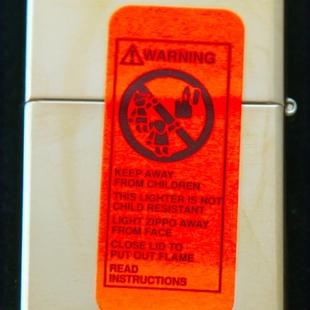 WARNING
KEEP AWAY
FROM CHILDREN
THIS LIGHTER IS NOT
CHILD RESISTANT
LIGHT ZIPPO AWAY
FROM FACE
CLOSE LID TO
PUT OUT FLAME
READ
INSTRUCTIONS